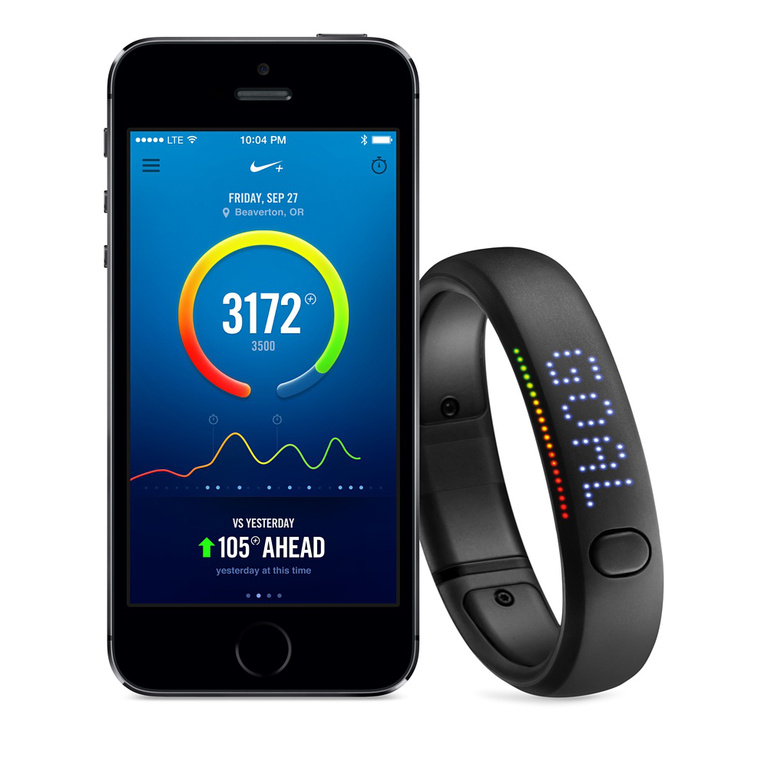 LTE 10:04 PM
FRIDAY, SEP 27
Beaverton, OR
3172
3500
VS YESTERDAY
105 AHEAD
yesterday at this time
GOAL